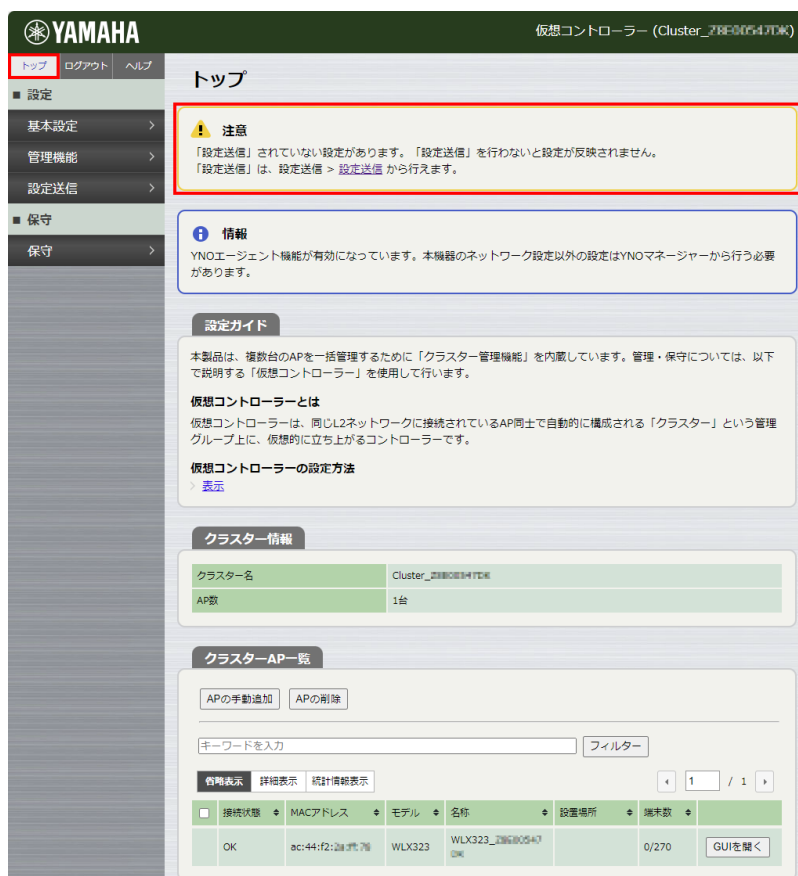 YAMAHA
仮想コントローラー (Cluster_
トップ ログアウト ヘルプ
■ 設定
基本設定
管理機能
設定送信
■ 保守
保守
トップ
注意
「設定送信」されていない設定があります。「設定送信」を行わないと設定が反映されません。
「設定送信」は、設定送信 > 設定送信 から行えます。
情報
YNOエージェント機能が有効になっています。本機器のネットワーク設定以外の設定はYNOマネージャーから行う必要
があります。
設定ガイド
本製品は、複数台のAPを一括管理するために「クラスター管理機能」を内蔵しています。管理・保守については、以下
で説明する「仮想コントローラー」を使用して行います。
仮想コントローラーとは
仮想コントローラーは、同じL2ネットワークに接続されているAP同士で自動的に構成される「クラスター」という管理
グループ上に、仮想的に立ち上がるコントローラーです。
仮想コントローラーの設定方法
> 表示
クラスター情報
クラスター名 Cluster_
AP数 1台
クラスターAP一覧
APの手動追加 APの削除
キーワードを入力 フィルター
省略表示 詳細表示 統計情報表示 1 / 1
接続状態 MACアドレス モデル 名称 設置場所 端末数
OK ac:44:f2: WLX323 WLX323_ 0/270 GUIを開く